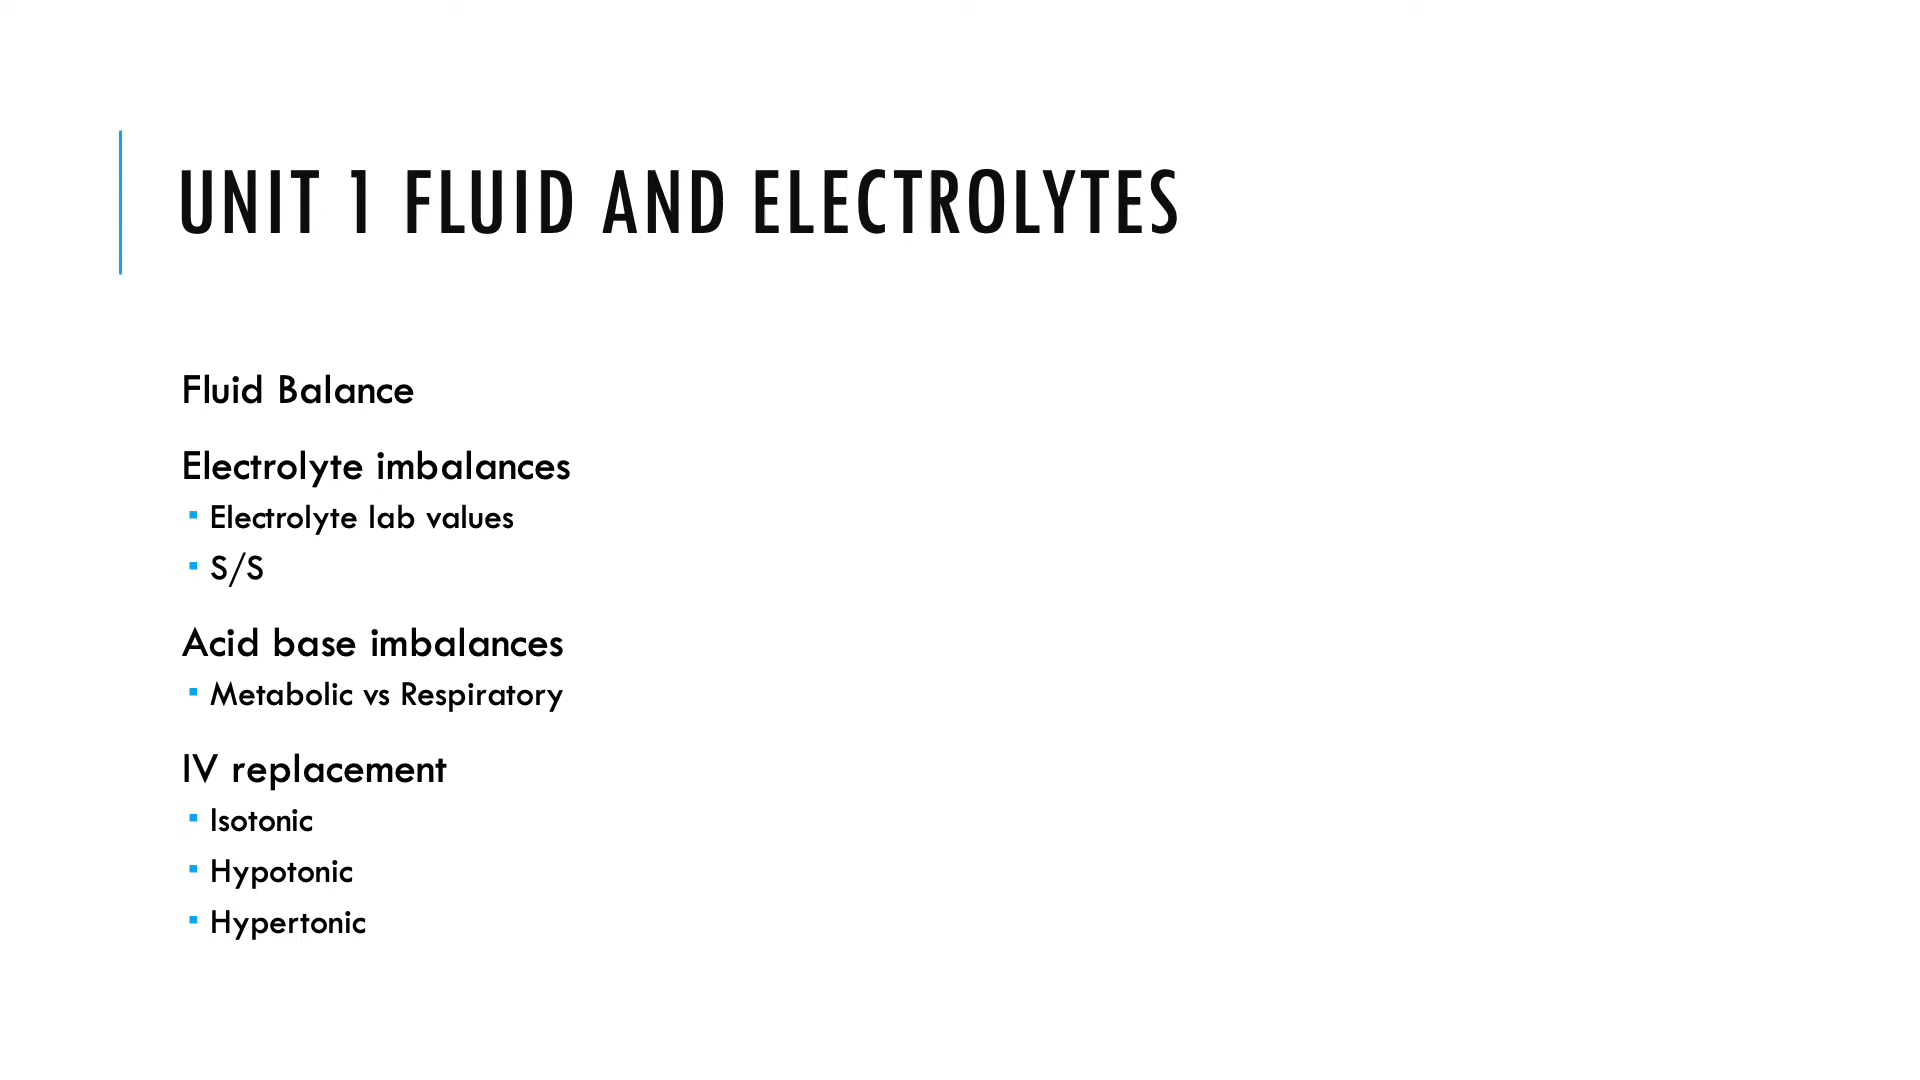 UNIT 1 FLUID AND ELECTROLYTES
Fluid Balance
Electrolyte imbalances
▪ Electrolyte lab values
▪ S/S
Acid base imbalances
▪ Metabolic vs Respiratory
IV replacement
▪ Isotonic
▪ Hypotonic
▪ Hypertonic